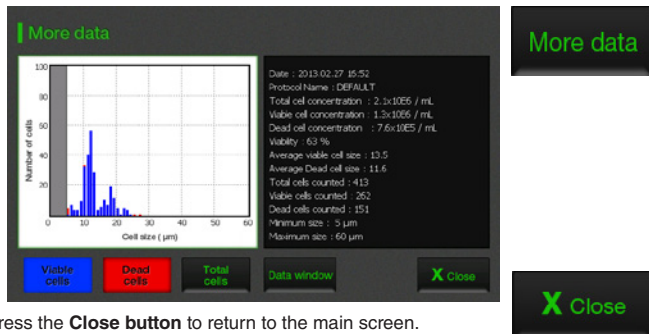 More data
More data
100
80
60
40
20
0 10 20 30 40 50 60
Number of cells
Cell size ( µm)
Date : 2013.02.27 15:52
Protocol Name : DEFAULT
Total cell concentration : 2.1x10E6 / mL
Viable cell concentration : 1.3x10E6 / mL
Dead cell concentration : 7.6x10E5 / mL
Viability : 63 %
Average viable cell size : 13.5
Average Dead cell size : 11.6
Total cells counted : 413
Viable cells counted : 262
Dead cells counted : 151
Minimum size : 5 µm
Maximum size : 60 µm
Viable cells
Dead cells
Total cells
Data window
X Close
X Close
ress the Close button to return to the main screen.